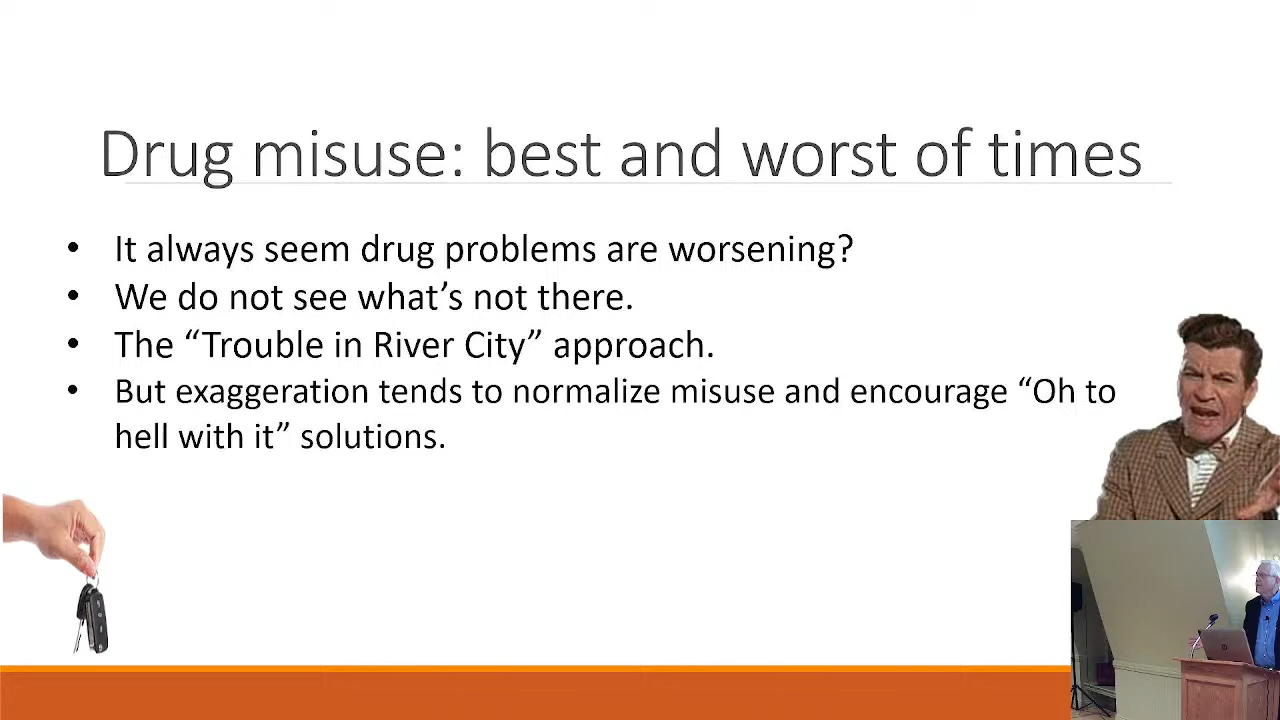 Drug misuse: best and worst of times
• It always seem drug problems are worsening?
• We do not see what’s not there.
• The “Trouble in River City” approach.
• But exaggeration tends to normalize misuse and encourage “Oh to
hell with it” solutions.